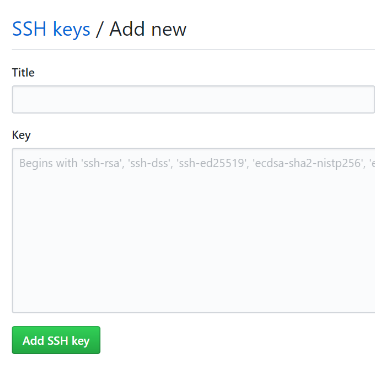 SSH keys / Add new
Title
Key
Begins with 'ssh-rsa', 'ssh-dss', 'ssh-ed25519', 'ecdsa-sha2-nistp256',
Add SSH key